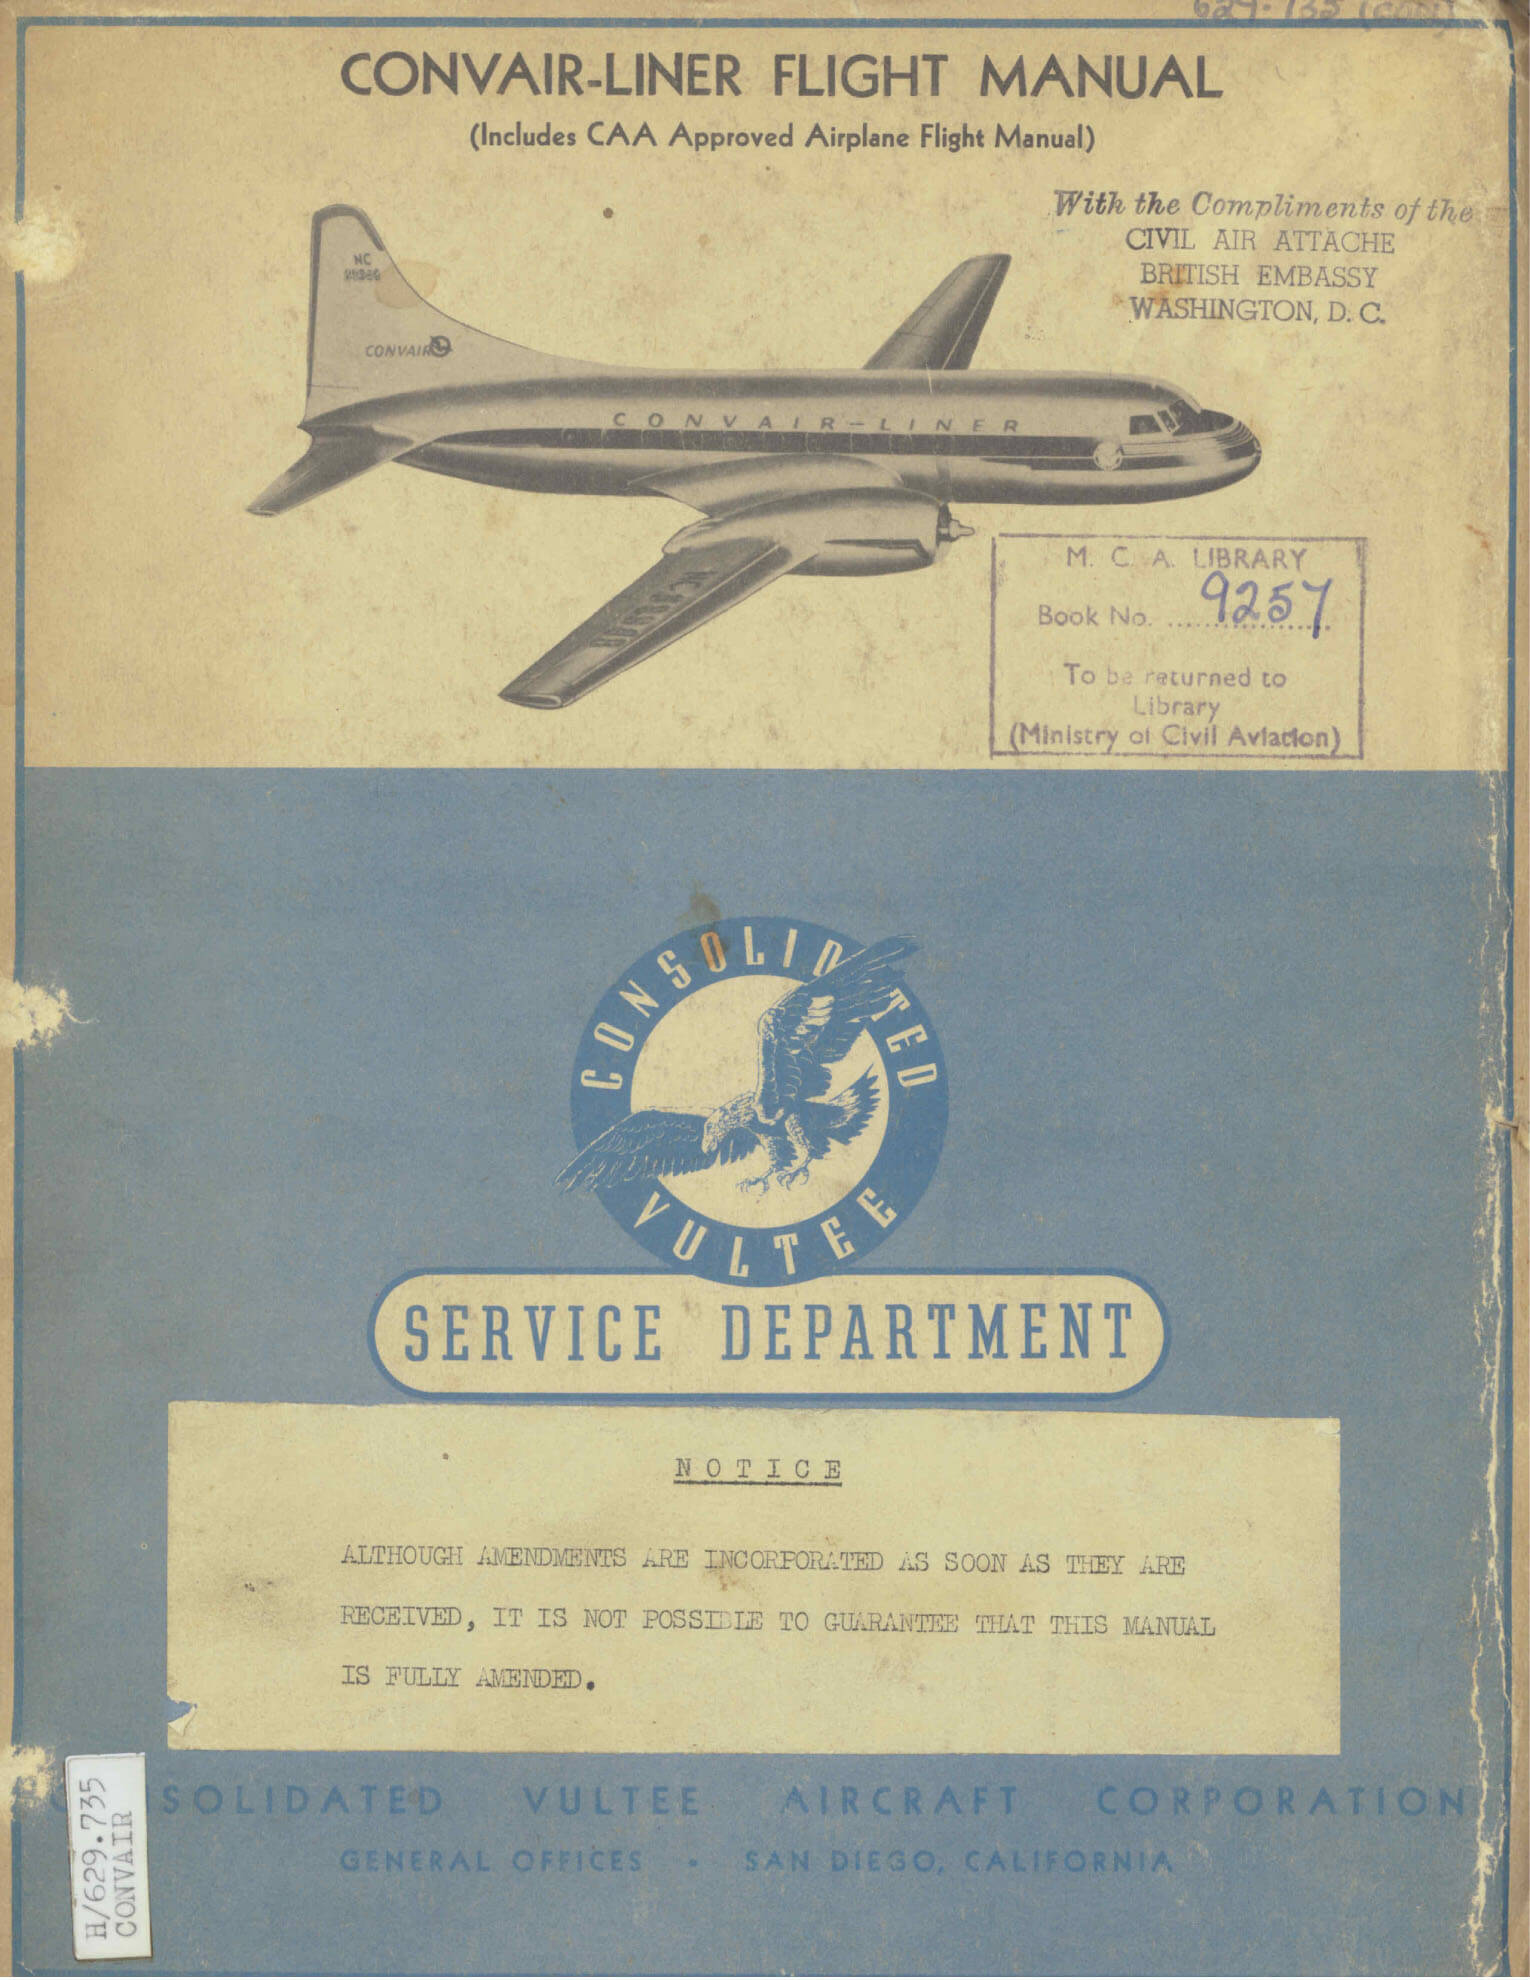 629.135 (COU)
CONVAIR-LINER FLIGHT MANUAL
(Includes CAA Approved Airplane Flight Manual)
With the Compliments of the
CIVIL AIR ATTACHE
BRITISH EMBASSY
WASHINGTON, D. C.
NC
CONVAIR
CONVAIR-LINER
M. C. A. LIBRARY
Book No. 9257
To be returned to
Library
(Ministry of Civil Aviation)
CONSOLIDATED
VULTEE
SERVICE DEPARTMENT
NOTICE
ALTHOUGH AMENDMENTS ARE INCORPORATED AS SOON AS THEY ARE
RECEIVED, IT IS NOT POSSIBLE TO GUARANTEE THAT THIS MANUAL
IS FULLY AMENDED.
CONSOLIDATED VULTEE AIRCRAFT CORPORATION
GENERAL OFFICES • SAN DIEGO, CALIFORNIA
H/629.735
CONVAIR